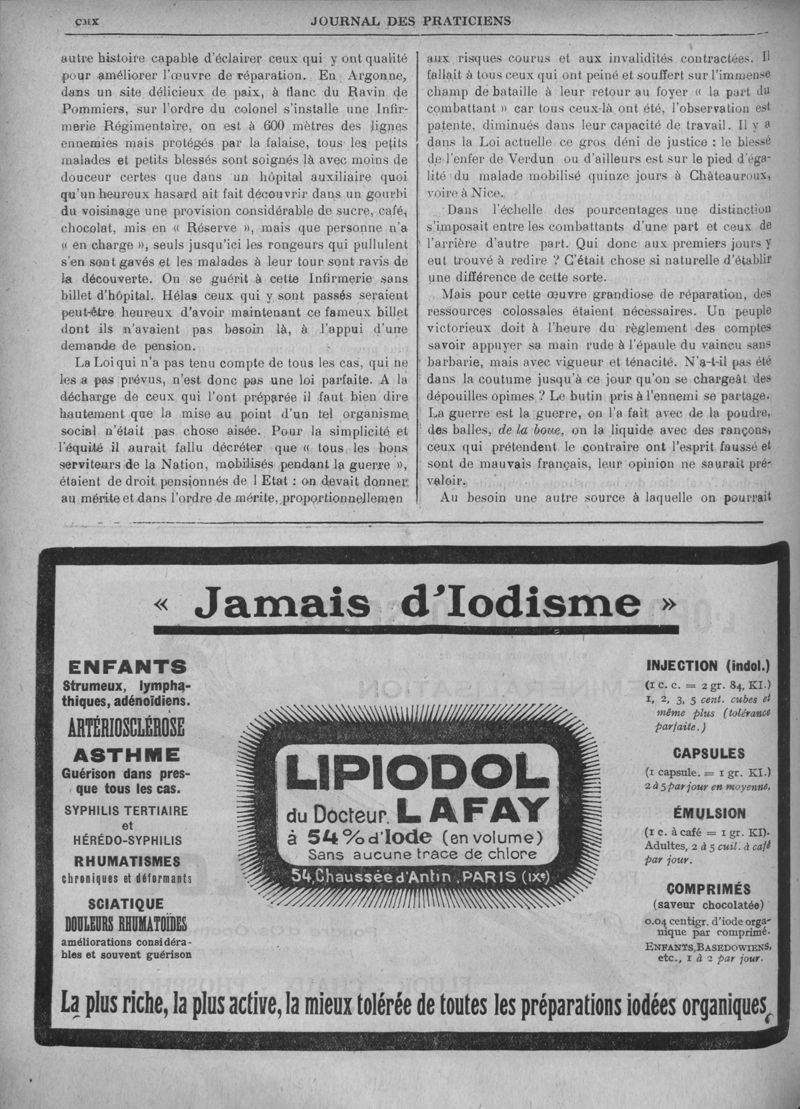 CMX
JOURNAL DES PRATICIENS
autre histoire capable d'éclairer ceux qui y ont qualité
pour améliorer l'œuvre de réparation. En Argonne,
dans un site délicieux de paix, à flanc du Ravin de
Pommiers, sur l'ordre du colonel s'installe une Infir-
merie Régimentaire, on est à 600 mètres des lignes
ennemies mais protégés par la falaise, tous les petits
malades et petits blessés sont soignés là avec moins de
douceur certes que dans un hôpital auxiliaire quoi
qu'un heureux hasard ait fait découvrir dans un gourbi
du voisinage une provision considérable de sucre, café,
chocolat, mis en « Réserve », mais que personne n'a
« en charge », seuls jusqu'ici les rongeurs qui pullulent
s'en sont gavés et les malades à leur tour sont ravis de
la découverte. On se guérit à cette Infirmerie sans
billet d'hôpital. Hélas ceux qui y sont passés seraient
peut-être heureux d'avoir maintenant ce fameux billet
dont ils n'avaient pas besoin là, à l'appui d'une
demande de pension.
La Loi qui n'a pas tenu compte de tous les cas, qui ne
les a pas prévus, n'est donc pas une loi parfaite. A la
décharge de ceux qui l'ont préparée il faut bien dire
hautement que la mise au point d'un tel organisme
social n'était pas chose aisée. Pour la simplicité et
l'équité il aurait fallu décréter que « tous les bons
serviteurs de la Nation, mobilisés pendant la guerre »,
étaient de droit pensionnés de l Etat : on devait donner
au mérite et dans l'ordre de mérite, proportionnellemen
aux risques courus et aux invalidités contractées. Il
fallait à tous ceux qui ont peiné et souffert sur l'immense
champ de bataille à leur retour au foyer « la part du
combattant » car tous ceux-là ont été, l'observation est
patente, diminués dans leur capacité de travail. Il y a
dans la Loi actuelle ce gros déni de justice : le blessé
de l'enfer de Verdun ou d'ailleurs est sur le pied d'éga-
lité du malade mobilisé quinze jours à Châteauroux,
voire à Nice.
Dans l'échelle des pourcentages une distinction
s'imposait entre les combattants d'une part et ceux de
l'arrière d'autre part. Qui donc aux premiers jours y
eut trouvé à redire ? C'était chose si naturelle d'établir
une différence de cette sorte.
Mais pour cette œuvre grandiose de réparation, des
ressources colossales étaient nécessaires. Un peuple
victorieux doit à l'heure du règlement des comptes
savoir appuyer sa main rude à l'épaule du vaincu sans
barbarie, mais avec vigueur et ténacité. N'a-t-il pas été
dans la coutume jusqu'à ce jour qu'on se chargeât des
dépouilles opimes ? Le butin pris à l'ennemi se partage.
La guerre est la guerre, on l'a fait avec de la poudre,
des balles, de la boue, on la liquide avec des rançons,
ceux qui prétendent le contraire ont l'esprit faussé et
sont de mauvais français, leur opinion ne saurait pré-
valoir.
Au besoin une autre source à laquelle on pourrait
« Jamais d'Iodisme »
ENFANTS
Strumeux, lympha-
thiques, adénoïdiens.
ARTÉRIOSCLÉROSE
ASTHME
Guérison dans pres-
que tous les cas.
SYPHILIS TERTIAIRE
et
HÉRÉDO-SYPHILIS
RHUMATISMES
chroniques et déformants
SCIATIQUE
DOULEURS RHUMATOÏDES
améliorations considéra-
bles et souvent guérison
LIPIODOL
du Docteur. LAFAY
à 54 % d'Iode (en volume)
Sans aucune trace de chlore
54, Chaussée d'Antin, PARIS (IXe)
INJECTION (indol.)
(1 c. c. = 2 gr. 84, KI.)
1, 2, 3, 5 cent. cubes et
même plus (tolérance
parfaite.)
CAPSULES
(1 capsule. = 1 gr. KI.)
2 à 5 par jour en moyenne.
ÉMULSION
(1 c. à café = 1 gr. KI).
Adultes, 2 à 5 cuil. à café
par jour.
COMPRIMÉS
(saveur chocolatée)
0.04 centigr. d'iode orga-
nique par comprimé.
ENFANTS, BASEDOWIENS,
etc., 1 à 2 par jour.
La plus riche, la plus active, la mieux tolérée de toutes les préparations iodées organiques